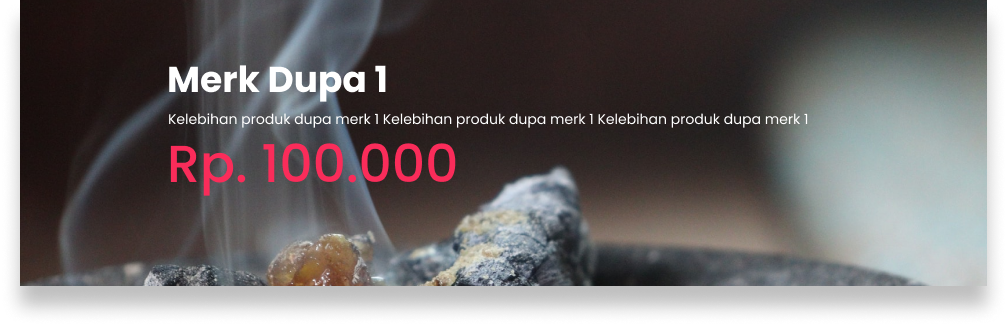 Merk Dupa 1
Kelebihan produk dupa merk 1 Kelebihan produk dupa merk 1 Kelebihan produk dupa merk 1
Rp. 100.000